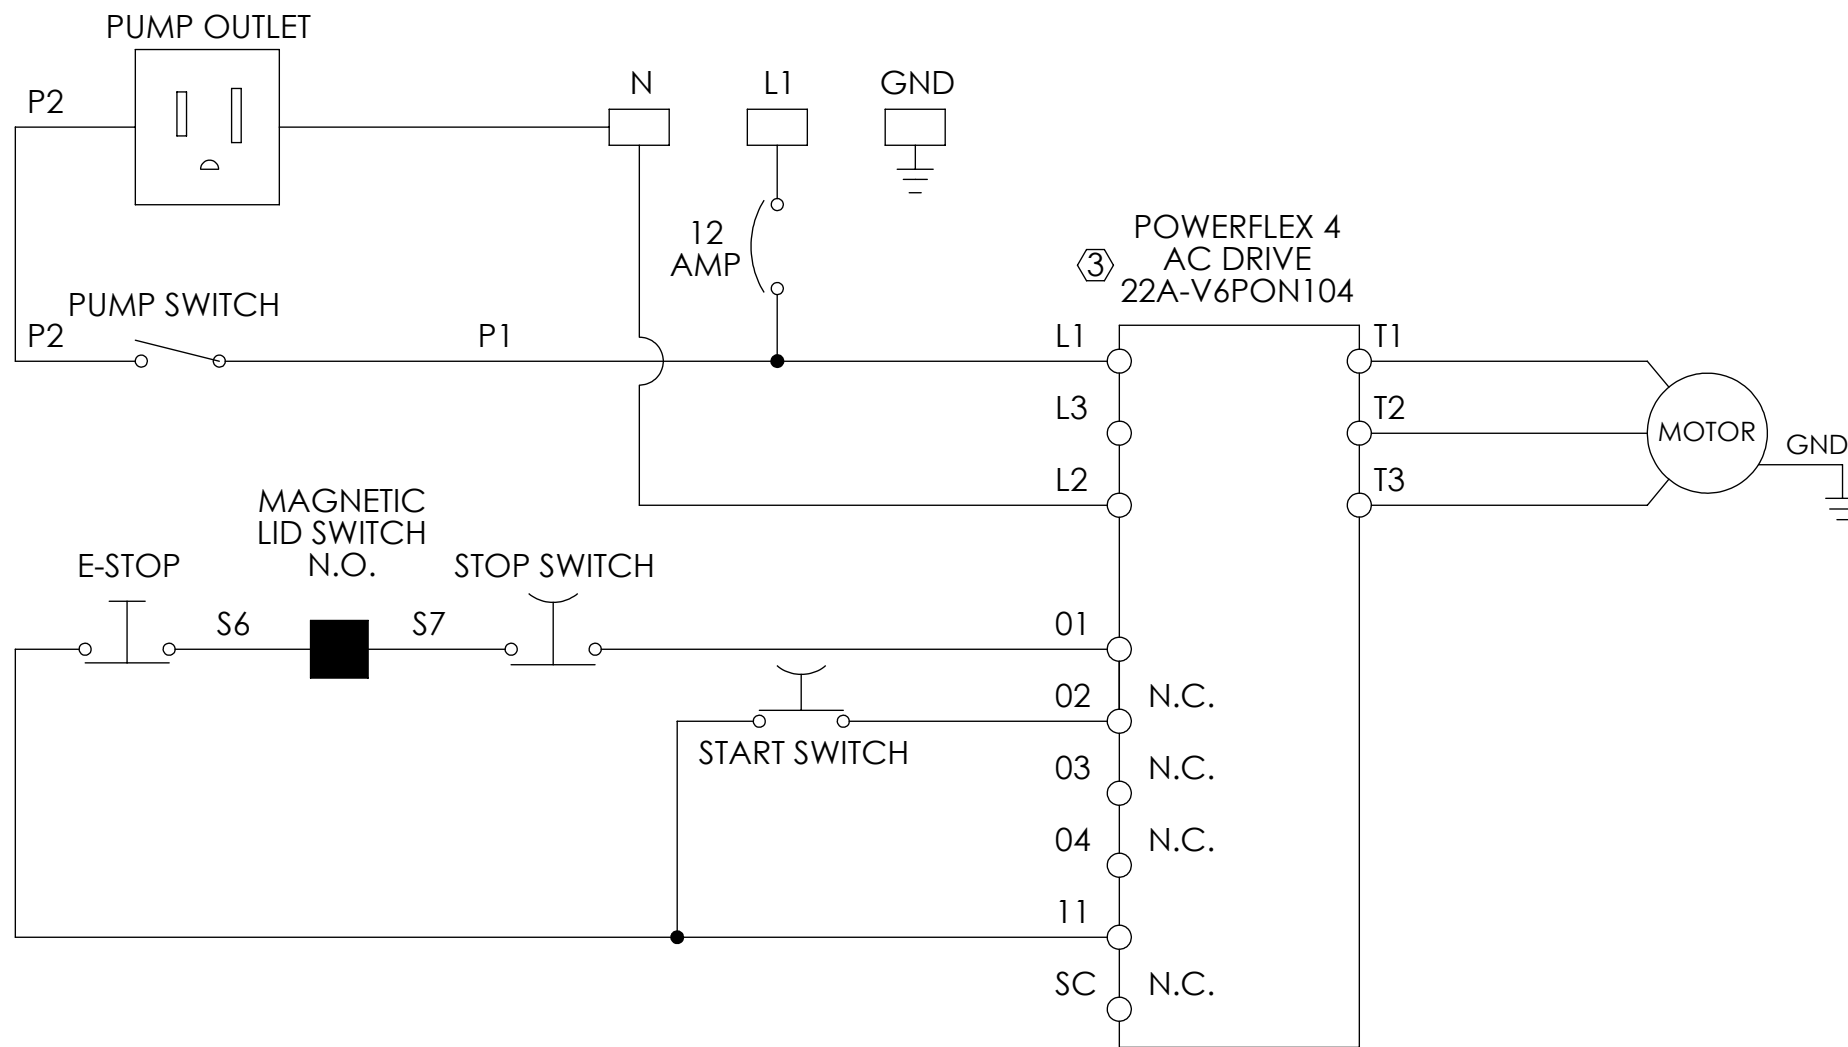 PUMP OUTLET
P2
N
L1
GND
12
AMP
POWERFLEX 4
3
AC DRIVE
22A-V6PON104
PUMP SWITCH
P2
P1
L1
T1
L3
T2
MOTOR
GND
L2
T3
MAGNETIC
LID SWITCH
N.O.
E-STOP
STOP SWITCH
S6
S7
01
02
N.C.
START SWITCH
03
N.C.
04
N.C.
11
SC
N.C.